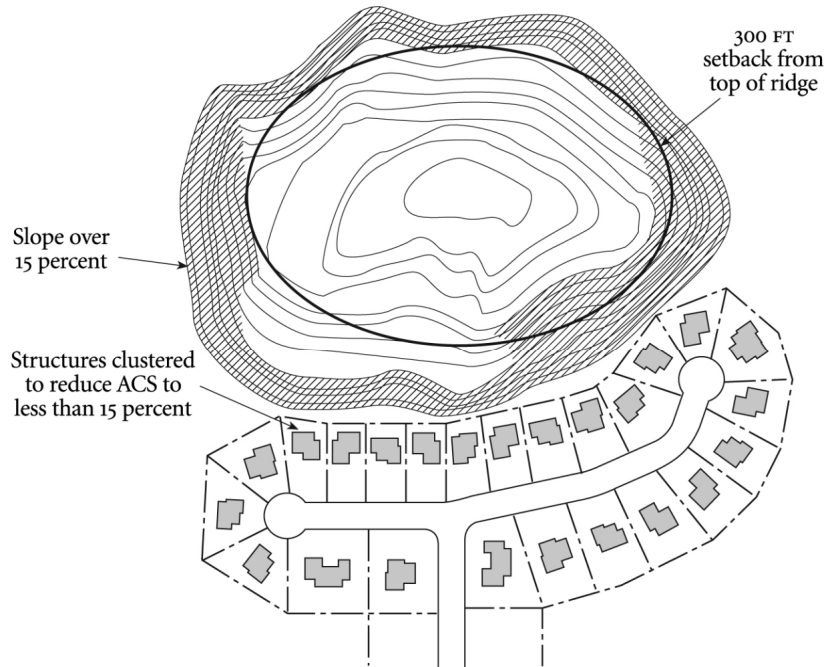 300 FT
setback from
top of ridge
Slope over
15 percent
Structures clustered
to reduce ACS to
less than 15 percent